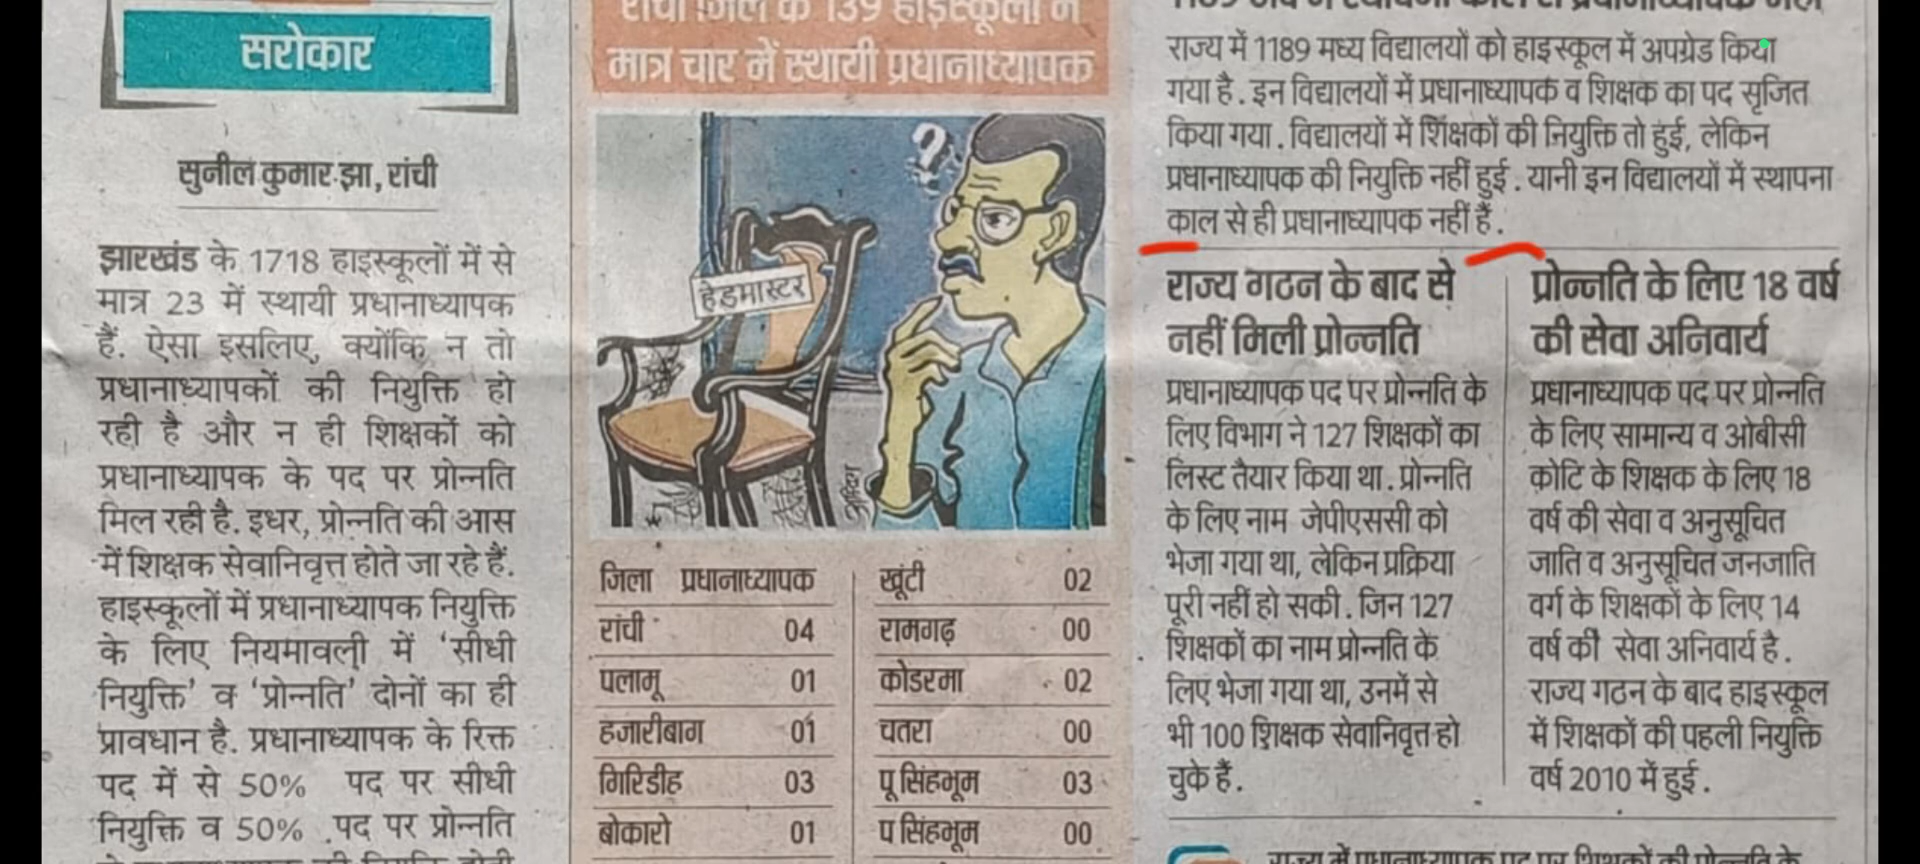 सरोकार
सुनील कुमार झा, रांची
झारखंड के 1718 हाइस्कूलों में से
मात्र 23 में स्थायी प्रधानाध्यापक
हैं. ऐसा इसलिए, क्योंकि न तो
प्रधानाध्यापकों की नियुक्ति हो
रही है और न ही शिक्षकों को
प्रधानाध्यापक के पद पर प्रोन्नति
मिल रही है. इधर, प्रोन्नति की आस
में शिक्षक सेवानिवृत्त होते जा रहे हैं.
हाइस्कूलों में प्रधानाध्यापक नियुक्ति
के लिए नियमावली में ‘सीधी
नियुक्ति’ व ‘प्रोन्नति’ दोनों का ही
प्रावधान है. प्रधानाध्यापक के रिक्त
पद में से 50% पद पर सीधी
नियुक्ति व 50% पद पर प्रोन्नति
रांची जिले के 139 हाइस्कूलों में
मात्र चार में स्थायी प्रधानाध्यापक
?
हेडमास्टर
जिला प्रधानाध्यापक
रांची 04
पलामू 01
हजारीबाग 01
गिरिडीह 03
बोकारो 01
खूंटी 02
रामगढ़ 00
कोडरमा 02
चतरा 00
पू सिंहभूम 03
प सिंहभूम 00
राज्य में 1189 मध्य विद्यालयों को हाइस्कूल में अपग्रेड किया
गया है. इन विद्यालयों में प्रधानाध्यापक व शिक्षक का पद सृजित
किया गया. विद्यालयों में शिक्षकों की नियुक्ति तो हुई, लेकिन
प्रधानाध्यापक की नियुक्ति नहीं हुई. यानी इन विद्यालयों में स्थापना
काल से ही प्रधानाध्यापक नहीं हैं.
राज्य गठन के बाद से
नहीं मिली प्रोन्नति
प्रधानाध्यापक पद पर प्रोन्नति के
लिए विभाग ने 127 शिक्षकों का
लिस्ट तैयार किया था. प्रोन्नति
के लिए नाम जेपीएससी को
भेजा गया था, लेकिन प्रक्रिया
पूरी नहीं हो सकी. जिन 127
शिक्षकों का नाम प्रोन्नति के
लिए भेजा गया था, उनमें से
भी 100 शिक्षक सेवानिवृत्त हो
चुके हैं.
प्रोन्नति के लिए 18 वर्ष
की सेवा अनिवार्य
प्रधानाध्यापक पद पर प्रोन्नति
के लिए सामान्य व ओबीसी
कोटि के शिक्षक के लिए 18
वर्ष की सेवा व अनुसूचित
जाति व अनुसूचित जनजाति
वर्ग के शिक्षकों के लिए 14
वर्ष की सेवा अनिवार्य है.
राज्य गठन के बाद हाइस्कूल
में शिक्षकों की पहली नियुक्ति
वर्ष 2010 में हुई.